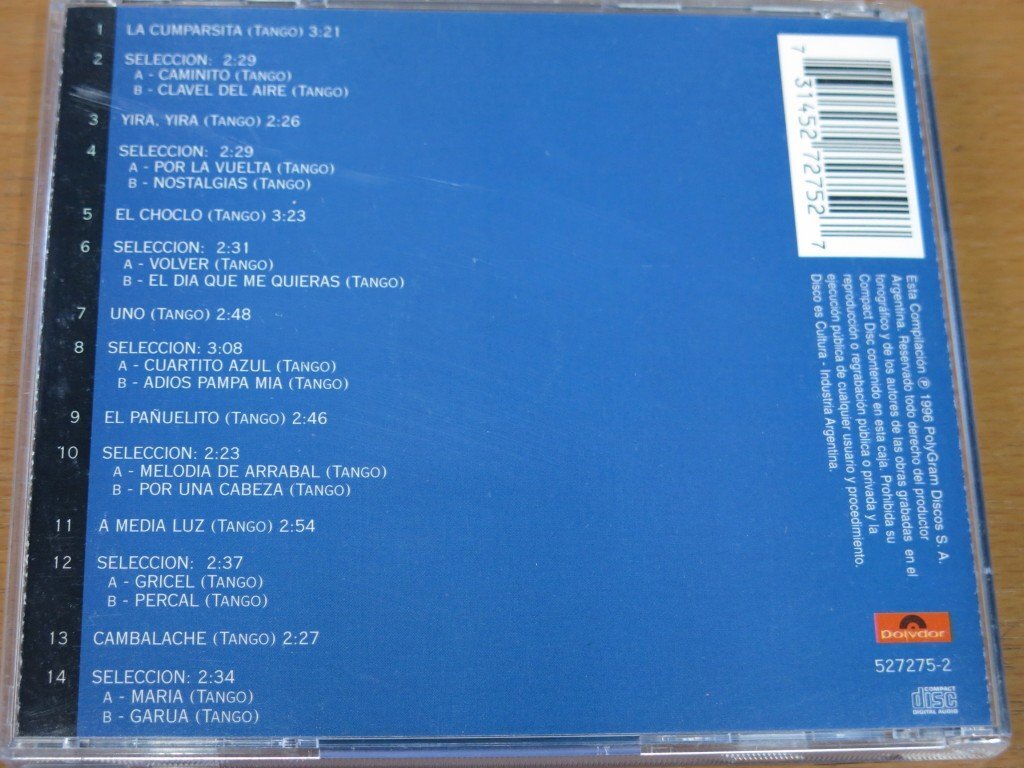 1 LA CUMPARSITA (TANGO) 3:21
2 SELECCION: 2:29
A - CAMINITO (TANGO)
B - CLAVEL DEL AIRE (TANGO)
3 YIRA, YIRA (TANGO) 2:26
4 SELECCION: 2:29
A - POR LA VUELTA (TANGO)
B - NOSTALGIAS (TANGO)
5 EL CHOCLO (TANGO) 3:23
6 SELECCION: 2:31
A - VOLVER (TANGO)
B - EL DIA QUE ME QUIERAS (TANGO)
7 UNO (TANGO) 2:48
8 SELECCION: 3:08
A - CUARTITO AZUL (TANGO)
B - ADIOS PAMPA MIA (TANGO)
9 EL PAÑUELITO (TANGO) 2:46
10 SELECCION: 2:23
A - MELODIA DE ARRABAL (TANGO)
B - POR UNA CABEZA (TANGO)
11 A MEDIA LUZ (TANGO) 2:54
12 SELECCION: 2:37
A - GRICEL (TANGO)
B - PERCAL (TANGO)
13 CAMBALACHE (TANGO) 2:27
14 SELECCION: 2:34
A - MARIA (TANGO)
B - GARUA (TANGO)
7 31452 72752 7
Esta Compilación ℗ 1996 PolyGram Discos S. A.
Argentina. Reservado todo derecho del productor
fonográfico y de los autores de las obras grabadas en el
Compact Disc contenido en esta caja. Prohibida su
reproducción o regrabación pública o privada y la
ejecución pública de cualquier usuario y procedimiento.
Disco es Cultura - Industria Argentina.
Polydor
527275-2
COMPACT
disc
DIGITAL AUDIO